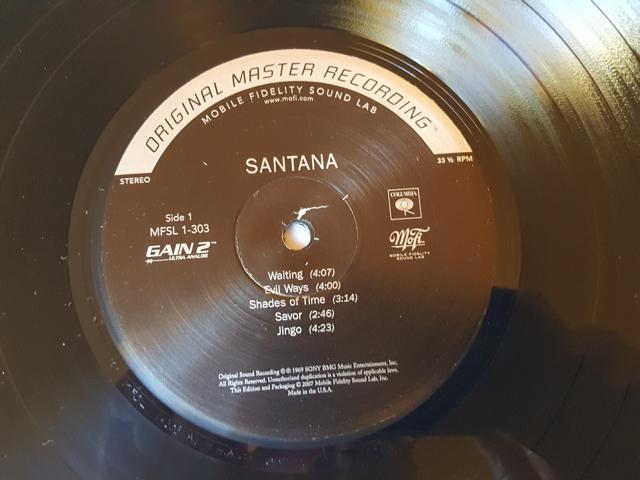 ORIGINAL MASTER RECORDING™
MOBILE FIDELITY SOUND LAB
www.mofi.com
STEREO
33 ⅓ RPM
SANTANA
Side 1
MFSL 1-303
GAIN 2™
ULTRA ANALOG
COLUMBIA
MoFi
MOBILE FIDELITY
SOUND LAB
Waiting (4:07)
Evil Ways (4:00)
Shades of Time (3:14)
Savor (2:46)
Jingo (4:23)
Original Sound Recording ©℗ 1969 SONY BMG Music Entertainment, Inc.
All Rights Reserved. Unauthorized duplication is a violation of applicable laws.
This Edition and Packaging © 2007 Mobile Fidelity Sound Lab, Inc.
Made in the U.S.A.